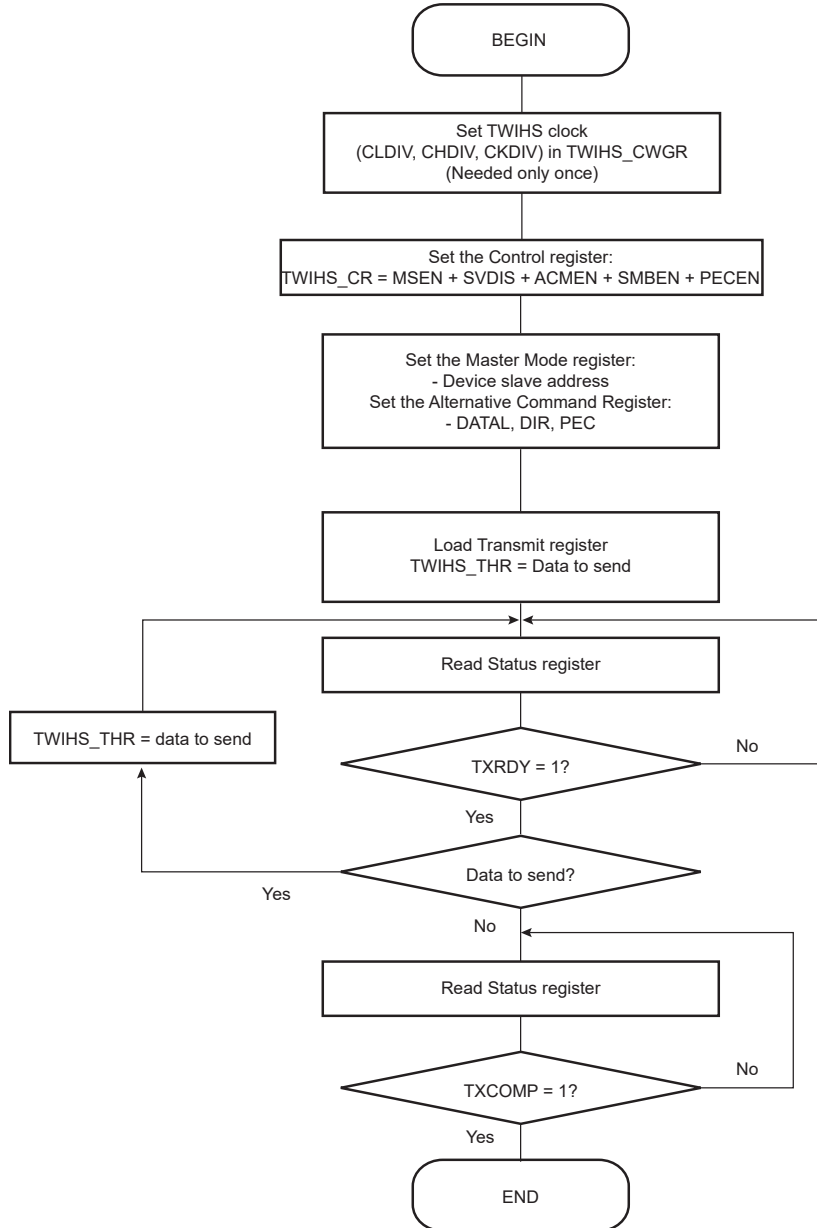 BEGIN
Set TWIHS clock
(CLDIV, CHDIV, CKDIV) in TWIHS_CWGR
(Needed only once)
Set the Control register:
TWIHS_CR = MSEN + SVDIS + ACMEN + SMBEN + PECEN
Set the Master Mode register:
- Device slave address
Set the Alternative Command Register:
- DATAL, DIR, PEC
Load Transmit register
TWIHS_THR = Data to send
Read Status register
TWIHS_THR = data to send
TXRDY = 1?
No
Yes
Data to send?
Yes
No
Read Status register
TXCOMP = 1?
No
Yes
END